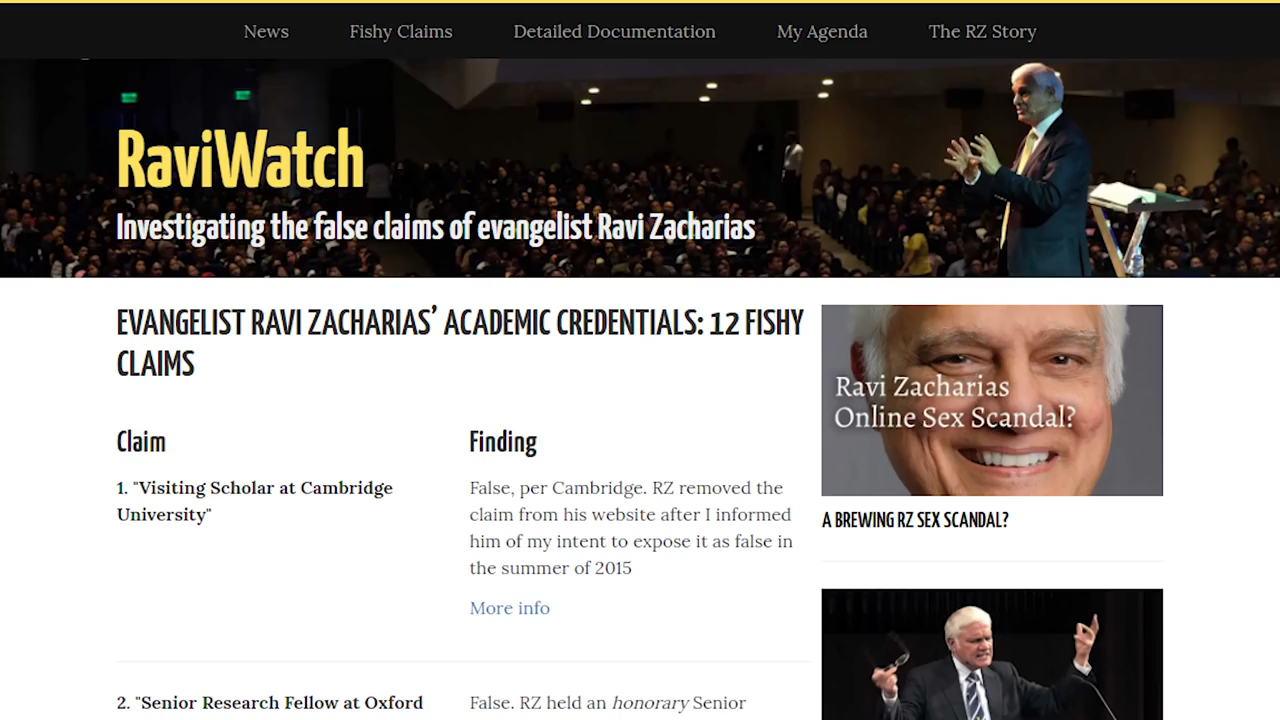 News Fishy Claims Detailed Documentation My Agenda The RZ Story
RaviWatch
Investigating the false claims of evangelist Ravi Zacharias
EVANGELIST RAVI ZACHARIAS’ ACADEMIC CREDENTIALS: 12 FISHY
CLAIMS
Claim
Finding
1. "Visiting Scholar at Cambridge
University"
False, per Cambridge. RZ removed the
claim from his website after I informed
him of my intent to expose it as false in
the summer of 2015
More info
2. "Senior Research Fellow at Oxford
False. RZ held an honorary Senior
Ravi Zacharias
Online Sex Scandal?
A BREWING RZ SEX SCANDAL?